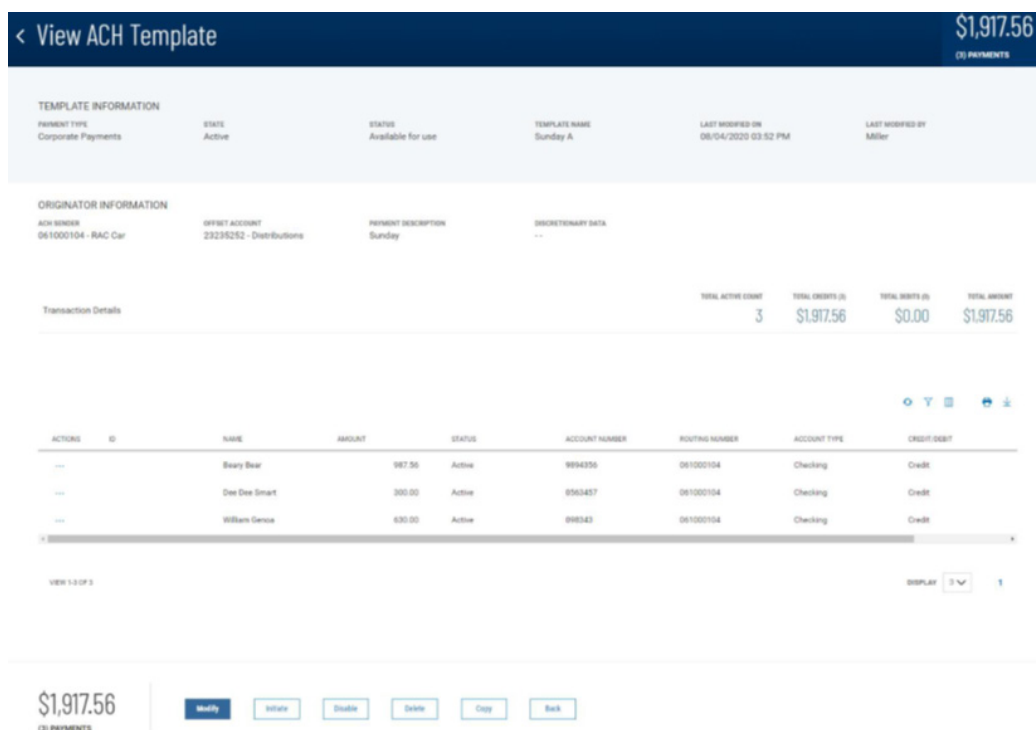 < View ACH Template
$1,917.56
(3) PAYMENTS
TEMPLATE INFORMATION
PAYMENT TYPE STATE STATUS TEMPLATE NAME LAST MODIFIED ON LAST MODIFIED BY
Corporate Payments Active Available for use Sunday A 08/04/2020 03:52 PM Miller
ORIGINATOR INFORMATION
ACH SENDER OFFSET ACCOUNT PAYMENT DESCRIPTION DISCRETIONARY DATA
061000104 - RAC Car 23235252 - Distributions Sunday --
TOTAL ACTIVE COUNT TOTAL CREDITS (3) TOTAL DEBITS (0) TOTAL AMOUNT
Transaction Details 3 $1,917.56 $0.00 $1,917.56
ACTIONS ID NAME AMOUNT STATUS ACCOUNT NUMBER ROUTING NUMBER ACCOUNT TYPE CREDIT/DEBIT
... Beary Bear 987.56 Active 9894356 061000104 Checking Credit
... Dee Dee Smart 300.00 Active 8563457 061000104 Checking Credit
... William Genoa 630.00 Active 898343 061000104 Checking Credit
VIEW 1-3 OF 3 DISPLAY 3 1
$1,917.56 Modify Initiate Disable Delete Copy Back
(3) PAYMENTS